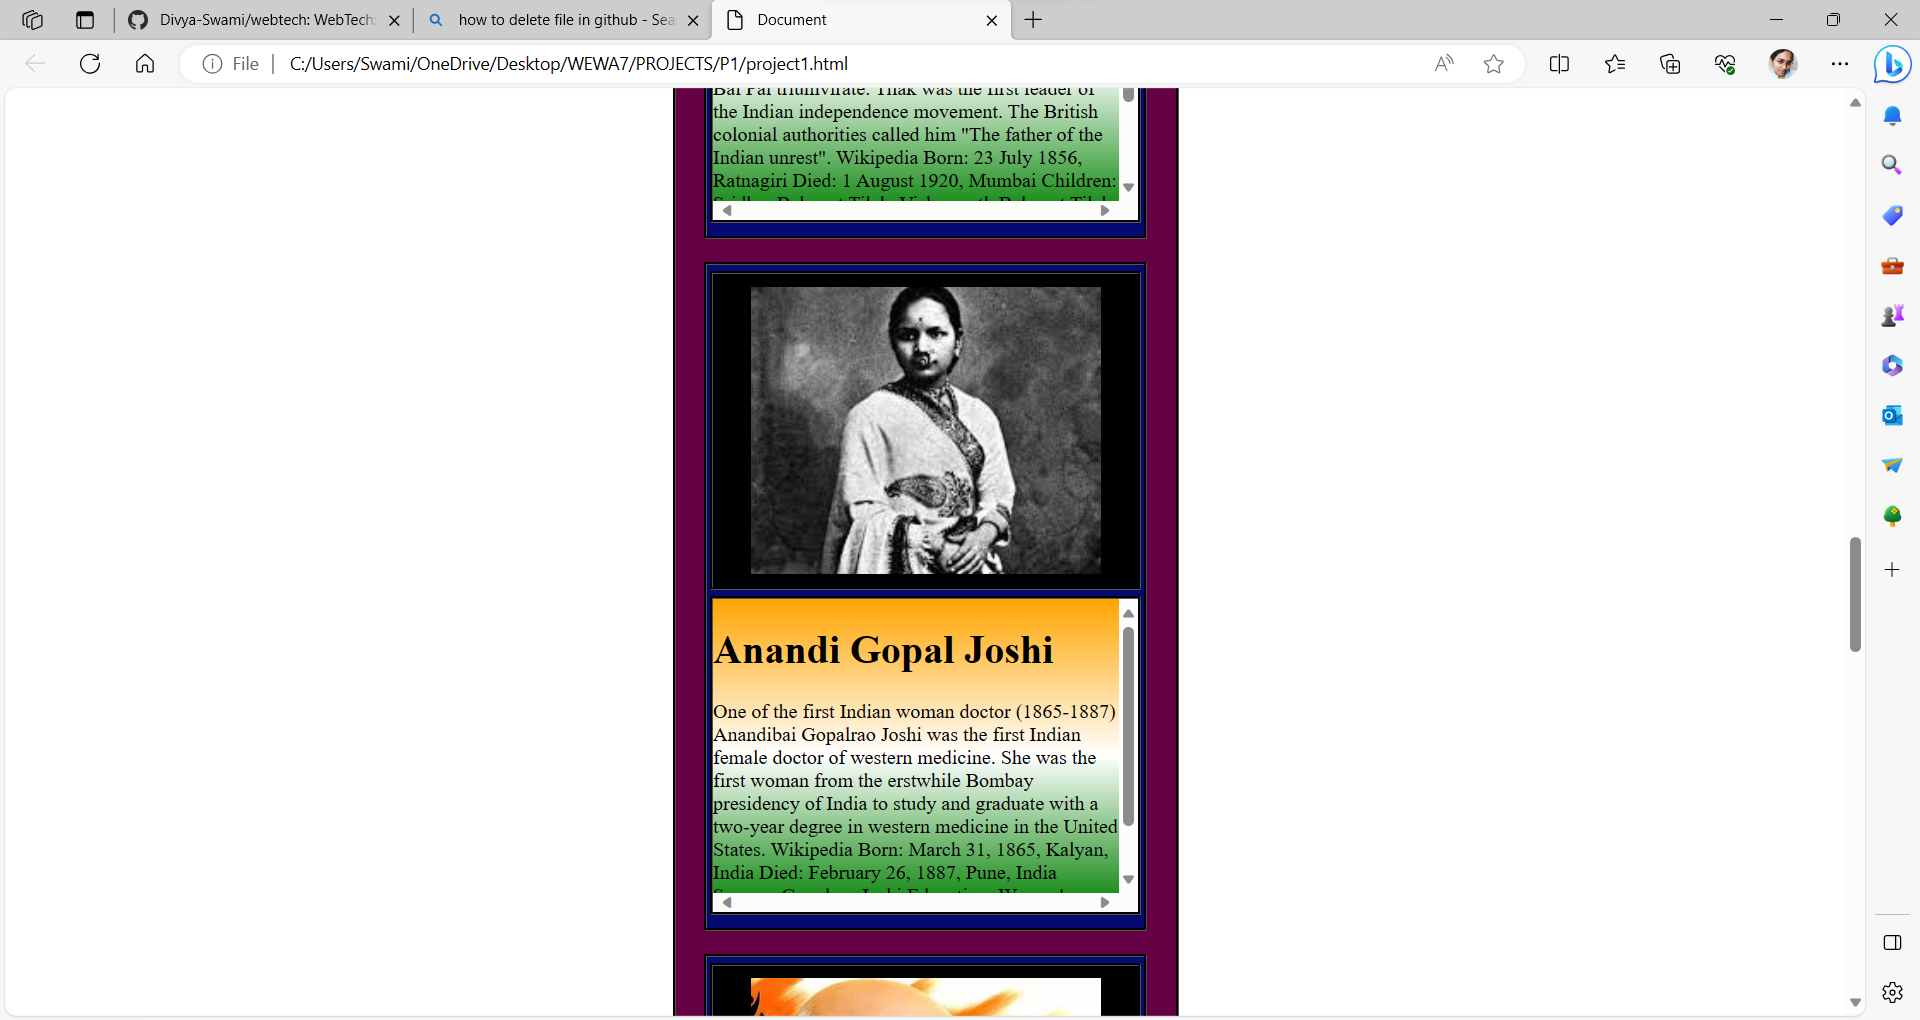 Divya-Swami/webtech: WebTech:
how to delete file in github - Sea
Document
File
C:/Users/Swami/OneDrive/Desktop/WEWA7/PROJECTS/P1/project1.html
Bal Pal triumvirate. Tilak was the first leader of
the Indian independence movement. The British
colonial authorities called him "The father of the
Indian unrest". Wikipedia Born: 23 July 1856,
Ratnagiri Died: 1 August 1920, Mumbai Children:
Anandi Gopal Joshi
One of the first Indian woman doctor (1865-1887)
Anandibai Gopalrao Joshi was the first Indian
female doctor of western medicine. She was the
first woman from the erstwhile Bombay
presidency of India to study and graduate with a
two-year degree in western medicine in the United
States. Wikipedia Born: March 31, 1865, Kalyan,
India Died: February 26, 1887, Pune, India